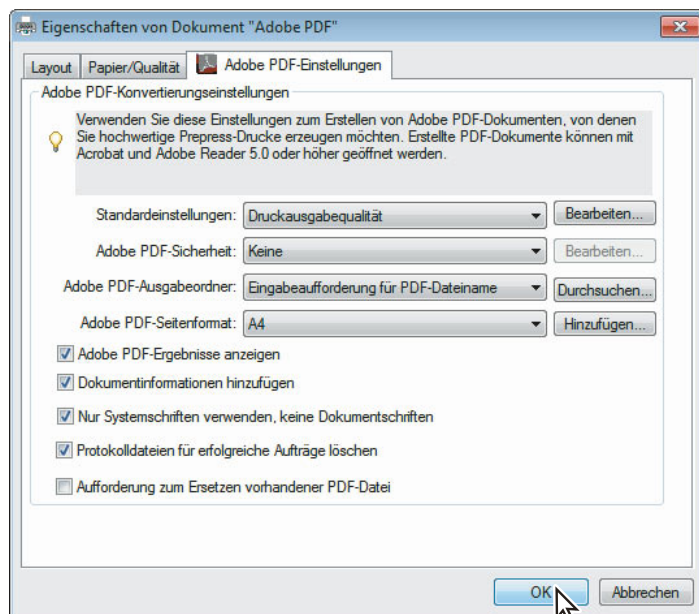 Eigenschaften von Dokument "Adobe PDF"
Layout Papier/Qualität Adobe PDF-Einstellungen
Adobe PDF-Konvertierungseinstellungen
Verwenden Sie diese Einstellungen zum Erstellen von Adobe PDF-Dokumenten, von denen
Sie hochwertige Prepress-Drucke erzeugen möchten. Erstellte PDF-Dokumente können mit
Acrobat und Adobe Reader 5.0 oder höher geöffnet werden.
Standardeinstellungen: Druckausgabequalität Bearbeiten...
Adobe PDF-Sicherheit: Keine Bearbeiten...
Adobe PDF-Ausgabeordner: Eingabeaufforderung für PDF-Dateiname Durchsuchen...
Adobe PDF-Seitenformat: A4 Hinzufügen...
Adobe PDF-Ergebnisse anzeigen
Dokumentinformationen hinzufügen
Nur Systemschriften verwenden, keine Dokumentschriften
Protokolldateien für erfolgreiche Aufträge löschen
Aufforderung zum Ersetzen vorhandener PDF-Datei
OK Abbrechen